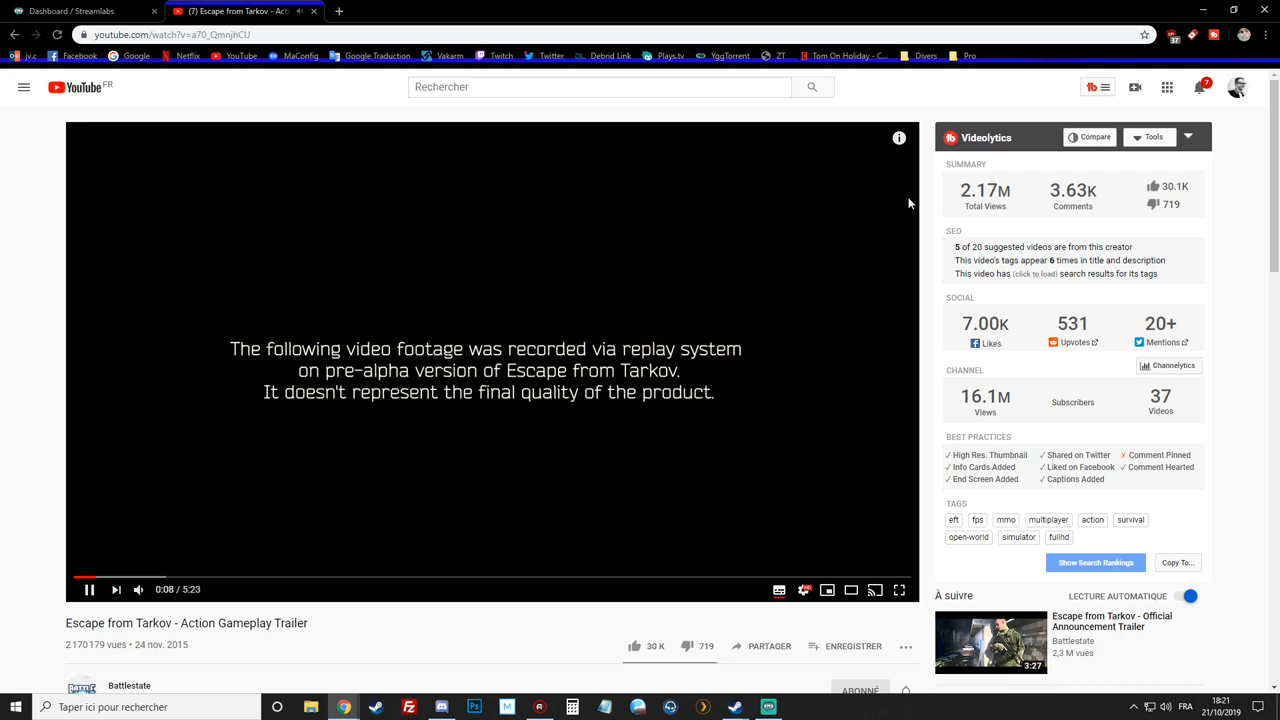 Dashboard / Streamlabs
(7) Escape from Tarkov - Acti
youtube.com/watch?v=a70_QmnjhCU
37
jv.c
Facebook
Google
Netflix
YouTube
MaConfig
Google Traduction
Vakarm
Twitch
Twitter
DL Debrid Link
Plays.tv
YggTorrent
ZT
Tom On Holiday - C...
Divers
Pro
YouTube FR
Rechercher
7
Videolytics
Compare
Tools
SUMMARY
2.17M
3.63K
30.1K
Total Views
Comments
719
SEO
5 of 20 suggested videos are from this creator
This video's tags appear 6 times in title and description
This video has (click to load) search results for its tags
SOCIAL
7.00K
531
20+
Likes
Upvotes
Mentions
CHANNEL
Channelytics
16.1M
Subscribers
37
Views
Videos
BEST PRACTICES
✓ High Res. Thumbnail
✓ Shared on Twitter
✗ Comment Pinned
✓ Info Cards Added
✓ Liked on Facebook
✓ Comment Hearted
✓ End Screen Added
✓ Captions Added
TAGS
eft
fps
mmo
multiplayer
action
survival
open-world
simulator
fullhd
Show Search Rankings
Copy To...
The following video footage was recorded via replay system
on pre-alpha version of Escape from Tarkov.
It doesn't represent the final quality of the product.
0:08 / 5:23
HD
Escape from Tarkov - Action Gameplay Trailer
2 170 179 vues • 24 nov. 2015
30 K
719
PARTAGER
ENREGISTRER
Battlestate
ABONNÉ
À suivre
LECTURE AUTOMATIQUE
Escape from Tarkov - Official
Announcement Trailer
Battlestate
2,3 M vues
3:27
Taper ici pour rechercher
FRA
18:21
21/10/2019